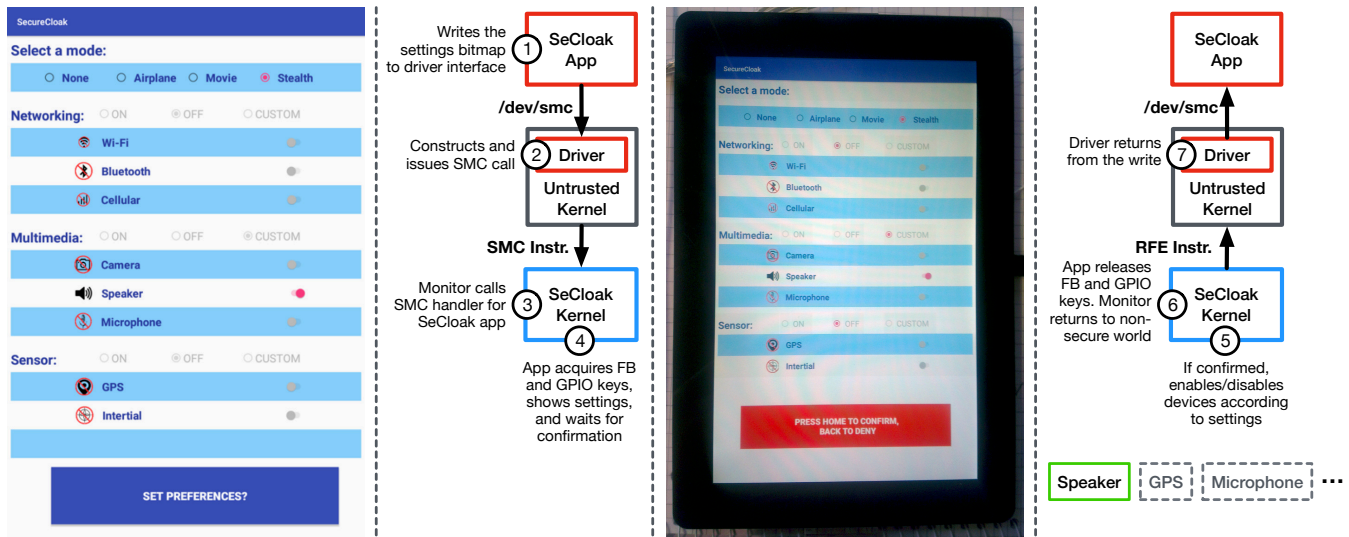 SecureCloak
Select a mode:
None Airplane Movie Stealth
Networking: ON OFF CUSTOM
Wi-Fi
Bluetooth
Cellular
Multimedia: ON OFF CUSTOM
Camera
Speaker
Microphone
Sensor: ON OFF CUSTOM
GPS
Intertial
SET PREFERENCES?
Writes the
settings bitmap
to driver interface
1
SeCloak
App
/dev/smc
Constructs and
issues SMC call
2
Driver
Untrusted
Kernel
SMC Instr.
Monitor calls
SMC handler for
SeCloak app
3
SeCloak
Kernel
4
App acquires FB
and GPIO keys,
shows settings,
and waits for
confirmation
SecureCloak
Select a mode:
None Airplane Movie Stealth
Networking: ON OFF CUSTOM
Wi-Fi
Bluetooth
Cellular
Multimedia: ON OFF CUSTOM
Camera
Speaker
Microphone
Sensor: ON OFF CUSTOM
GPS
Intertial
PRESS HOME TO CONFIRM,
BACK TO DENY
SeCloak
App
/dev/smc
Driver returns
from the write
7
Driver
Untrusted
Kernel
RFE Instr.
App releases
FB and GPIO
keys. Monitor
returns to non-
secure world
6
SeCloak
Kernel
5
If confirmed,
enables/disables
devices according
to settings
Speaker GPS Microphone ...